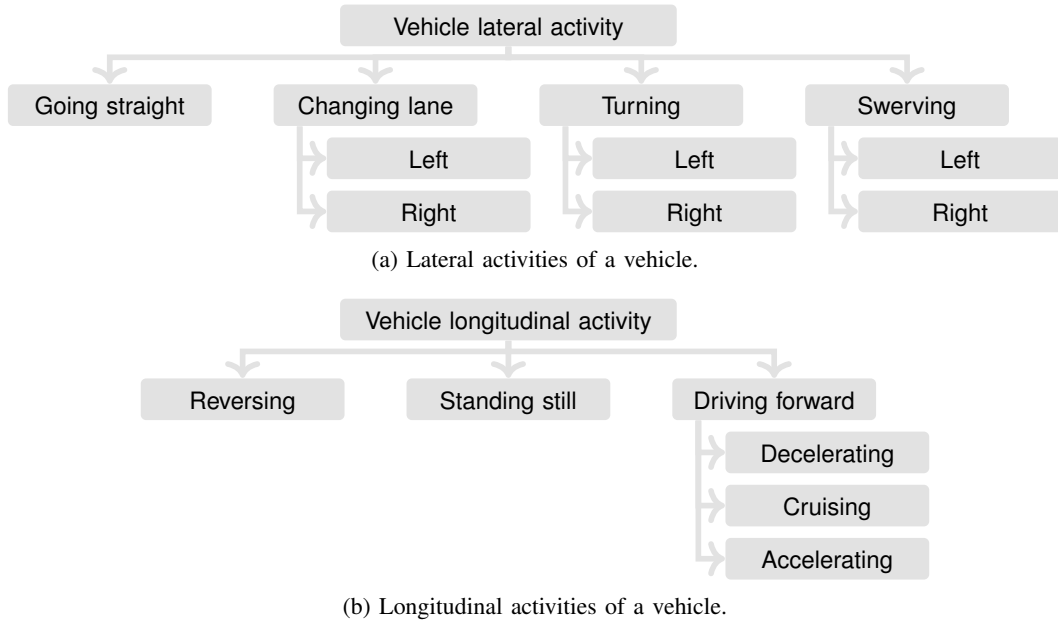 Vehicle lateral activity
Going straight
Changing lane
Turning
Swerving
Left
Left
Left
Right
Right
Right
(a) Lateral activities of a vehicle.
Vehicle longitudinal activity
Reversing
Standing still
Driving forward
Decelerating
Cruising
Accelerating
(b) Longitudinal activities of a vehicle.